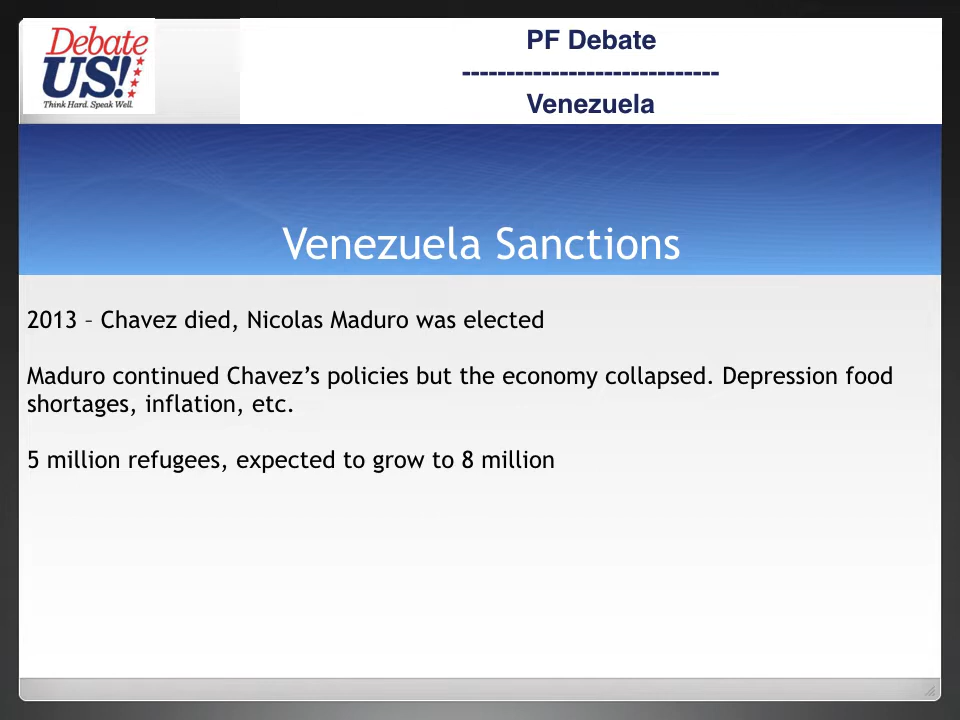 Debate
US!
Think Hard. Speak Well.
PF Debate
-----------------------------
Venezuela
Venezuela Sanctions
2013 – Chavez died, Nicolas Maduro was elected
Maduro continued Chavez’s policies but the economy collapsed. Depression food
shortages, inflation, etc.
5 million refugees, expected to grow to 8 million